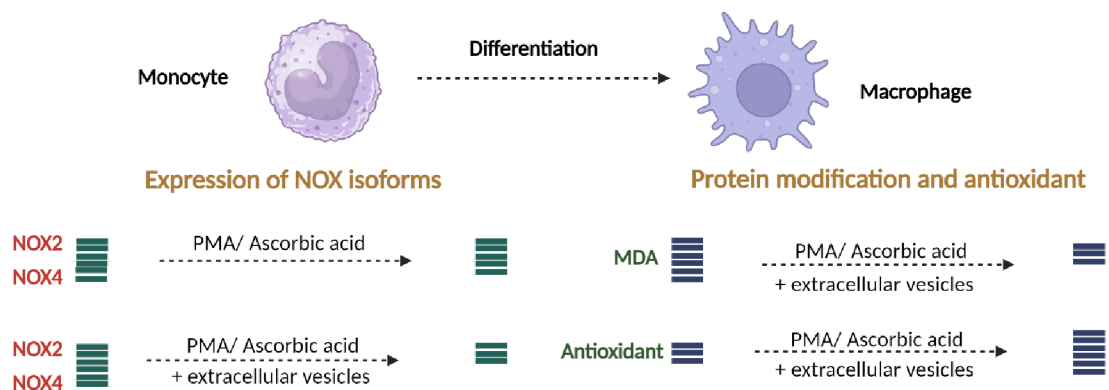 Differentiation
Monocyte
Macrophage
Expression of NOX isoforms
Protein modification and antioxidant
NOX2
NOX4
PMA/ Ascorbic acid
MDA
PMA/ Ascorbic acid
+ extracellular vesicles
NOX2
NOX4
PMA/ Ascorbic acid
+ extracellular vesicles
Antioxidant
PMA/ Ascorbic acid
+ extracellular vesicles